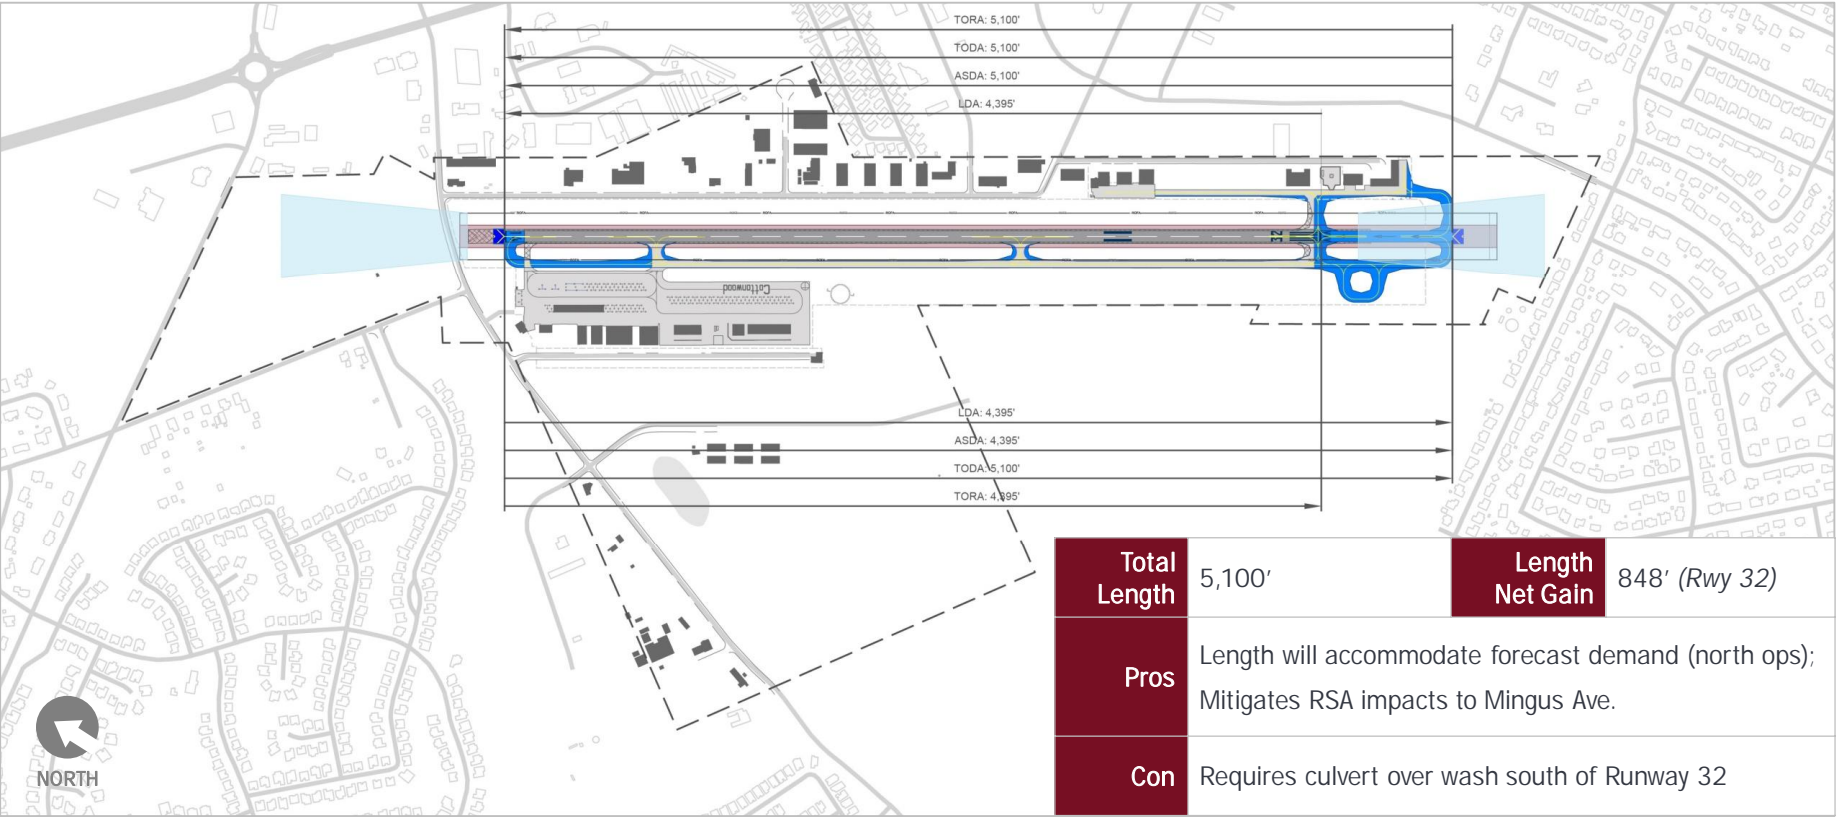 TORA: 5,100'
TODA: 5,100'
ASDA: 5,100'
LDA: 4,395'
32
Cottonwood
LDA: 4,395'
ASDA: 4,395'
TODA: 5,100'
TORA: 4,395'
Total Length
5,100'
Length Net Gain
848' (Rwy 32)
Pros
Length will accommodate forecast demand (north ops);
Mitigates RSA impacts to Mingus Ave.
Con
Requires culvert over wash south of Runway 32
NORTH